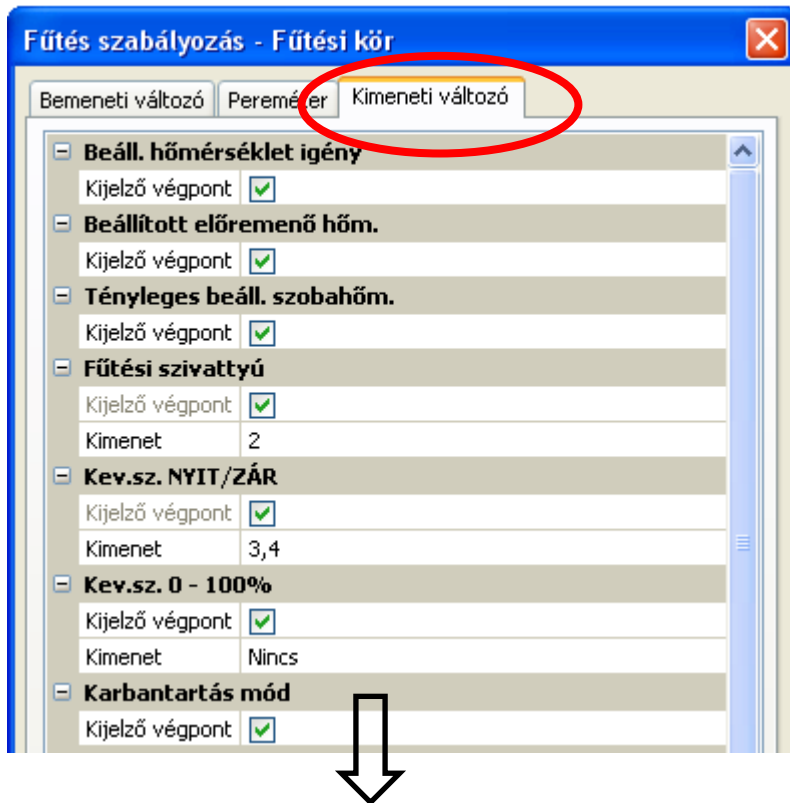 Fűtés szabályozás - Fűtési kör
Bemeneti változó Pereméter Kimeneti változó
Beáll. hőmérséklet igény
Kijelző végpont
Beállított előremenő hőm.
Kijelző végpont
Tényleges beáll. szobahőm.
Kijelző végpont
Fűtési szivattyú
Kijelző végpont
Kimenet 2
Kev.sz. NYIT/ZÁR
Kijelző végpont
Kimenet 3,4
Kev.sz. 0 - 100%
Kijelző végpont
Kimenet Nincs
Karbantartás mód
Kijelző végpont